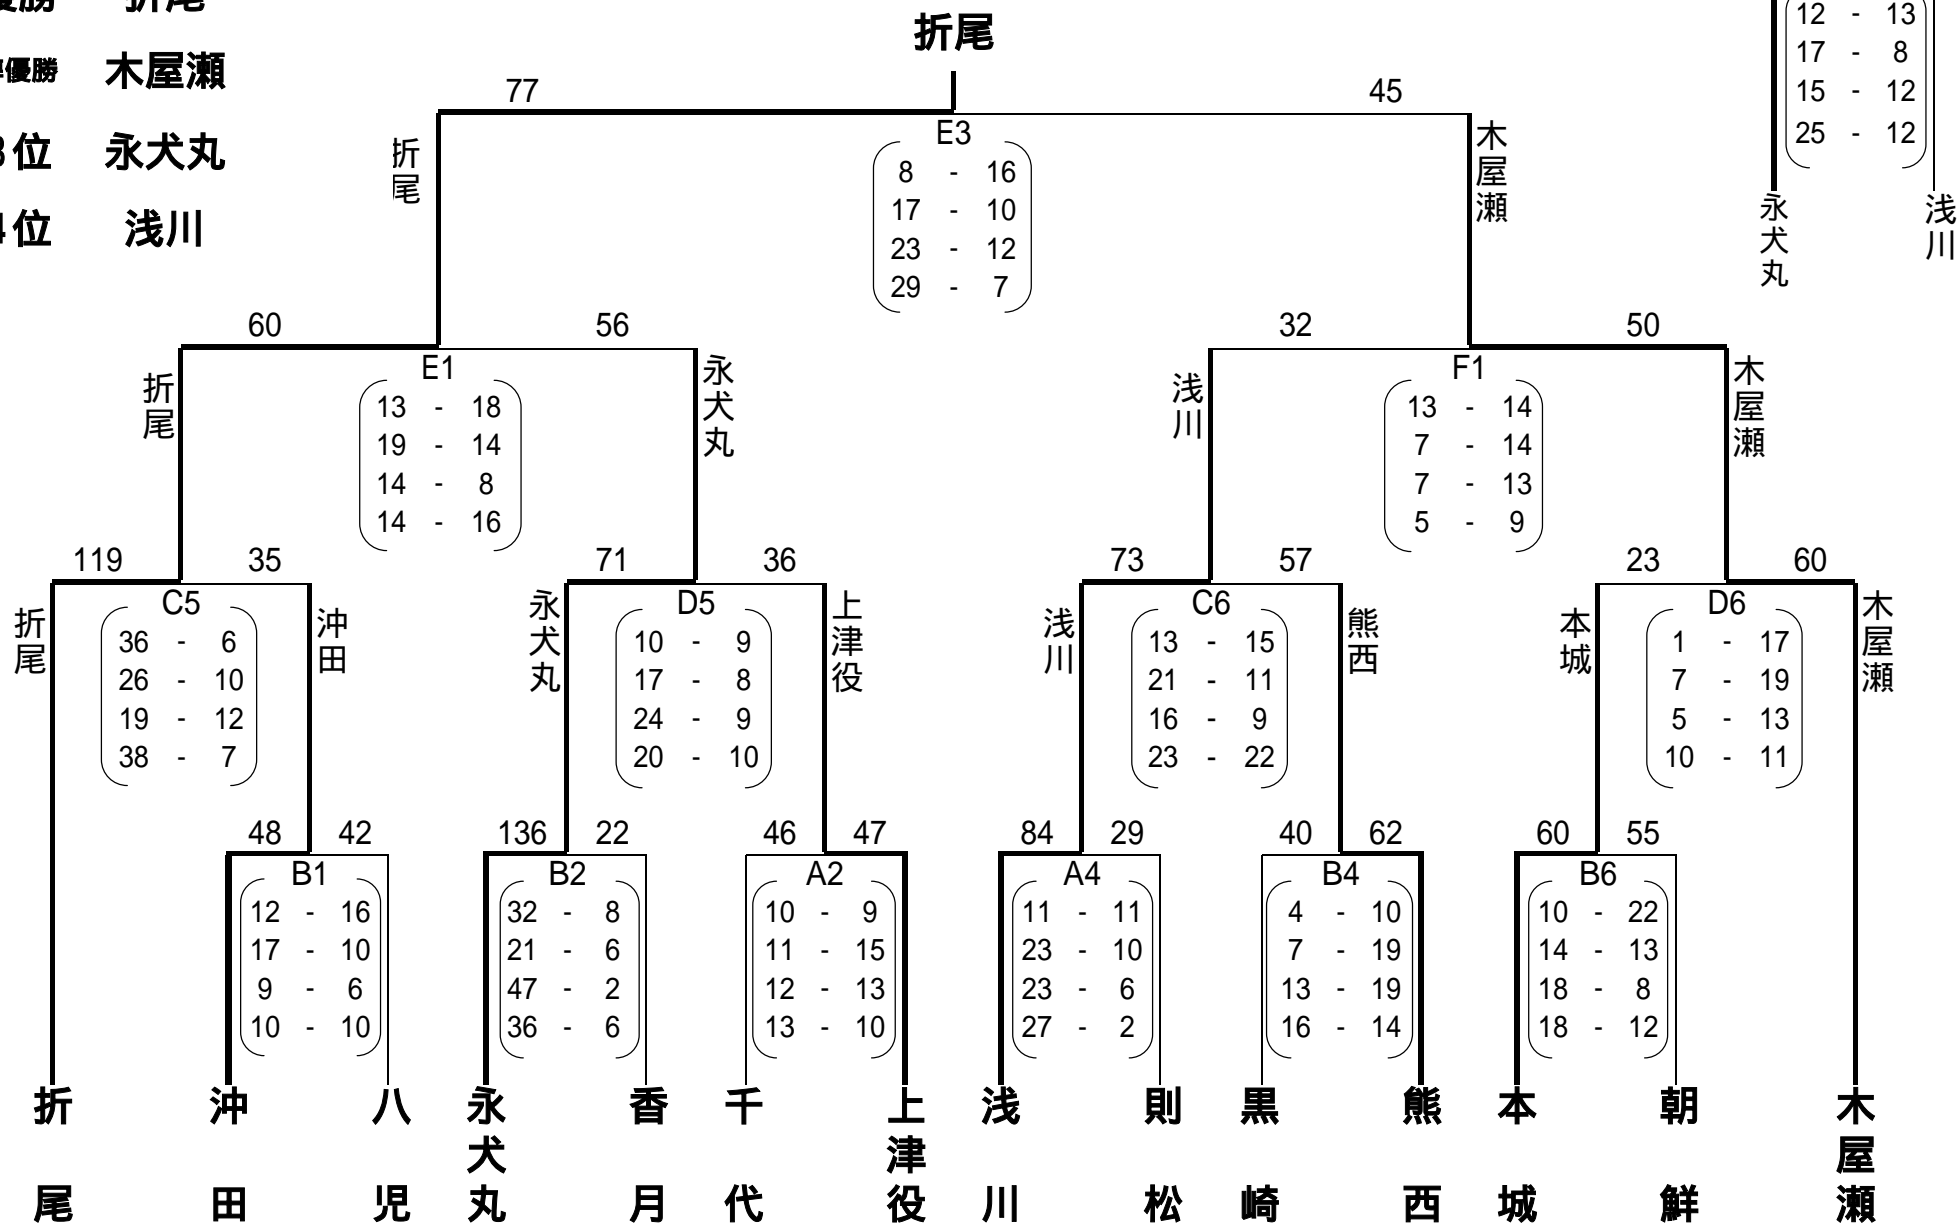 優勝 折尾
準優勝 木屋瀬
3位 永犬丸
4位 浅川
折尾
12 - 13
17 - 8
15 - 12
25 - 12
永犬丸
浅川
77 45
E3
折尾
木屋瀬
8 - 16
17 - 10
23 - 12
29 - 7
60 56
E1
折尾
永犬丸
13 - 18
19 - 14
14 - 8
14 - 16
32 50
F1
浅川
木屋瀬
13 - 14
7 - 14
7 - 13
5 - 9
119 35
C5
折尾
沖田
36 - 6
26 - 10
19 - 12
38 - 7
71 36
D5
永犬丸
上津役
10 - 9
17 - 8
24 - 9
20 - 10
73 57
C6
浅川
熊西
13 - 15
21 - 11
16 - 9
23 - 22
23 60
D6
本城
木屋瀬
1 - 17
7 - 19
5 - 13
10 - 11
48 42
B1
12 - 16
17 - 10
9 - 6
10 - 10
136 22
B2
32 - 8
21 - 6
47 - 2
36 - 6
46 47
A2
10 - 9
11 - 15
12 - 13
13 - 10
84 29
A4
11 - 11
23 - 10
23 - 6
27 - 2
40 62
B4
4 - 10
7 - 19
13 - 19
16 - 14
60 55
B6
10 - 22
14 - 13
18 - 8
18 - 12
折尾
沖田
八児
永犬丸
香月
千代
上津役
浅川
則松
黒崎
熊西
本城
朝鮮
木屋瀬